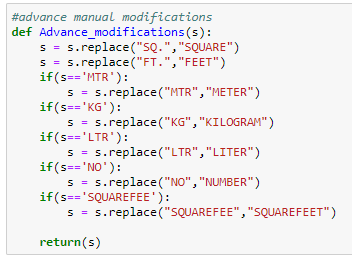 #advance manual modifications
def Advance_modifications(s):
    s = s.replace("SQ.","SQUARE")
    s = s.replace("FT.","FEET")
    if(s=='MTR'):
        s = s.replace("MTR","METER")
    if(s=='KG'):
        s = s.replace("KG","KILOGRAM")
    if(s=='LTR'):
        s = s.replace("LTR","LITER")
    if(s=='NO'):
        s = s.replace("NO","NUMBER")
    if(s=='SQUAREFEE'):
        s = s.replace("SQUAREFEE","SQUAREFEET")
    return(s)